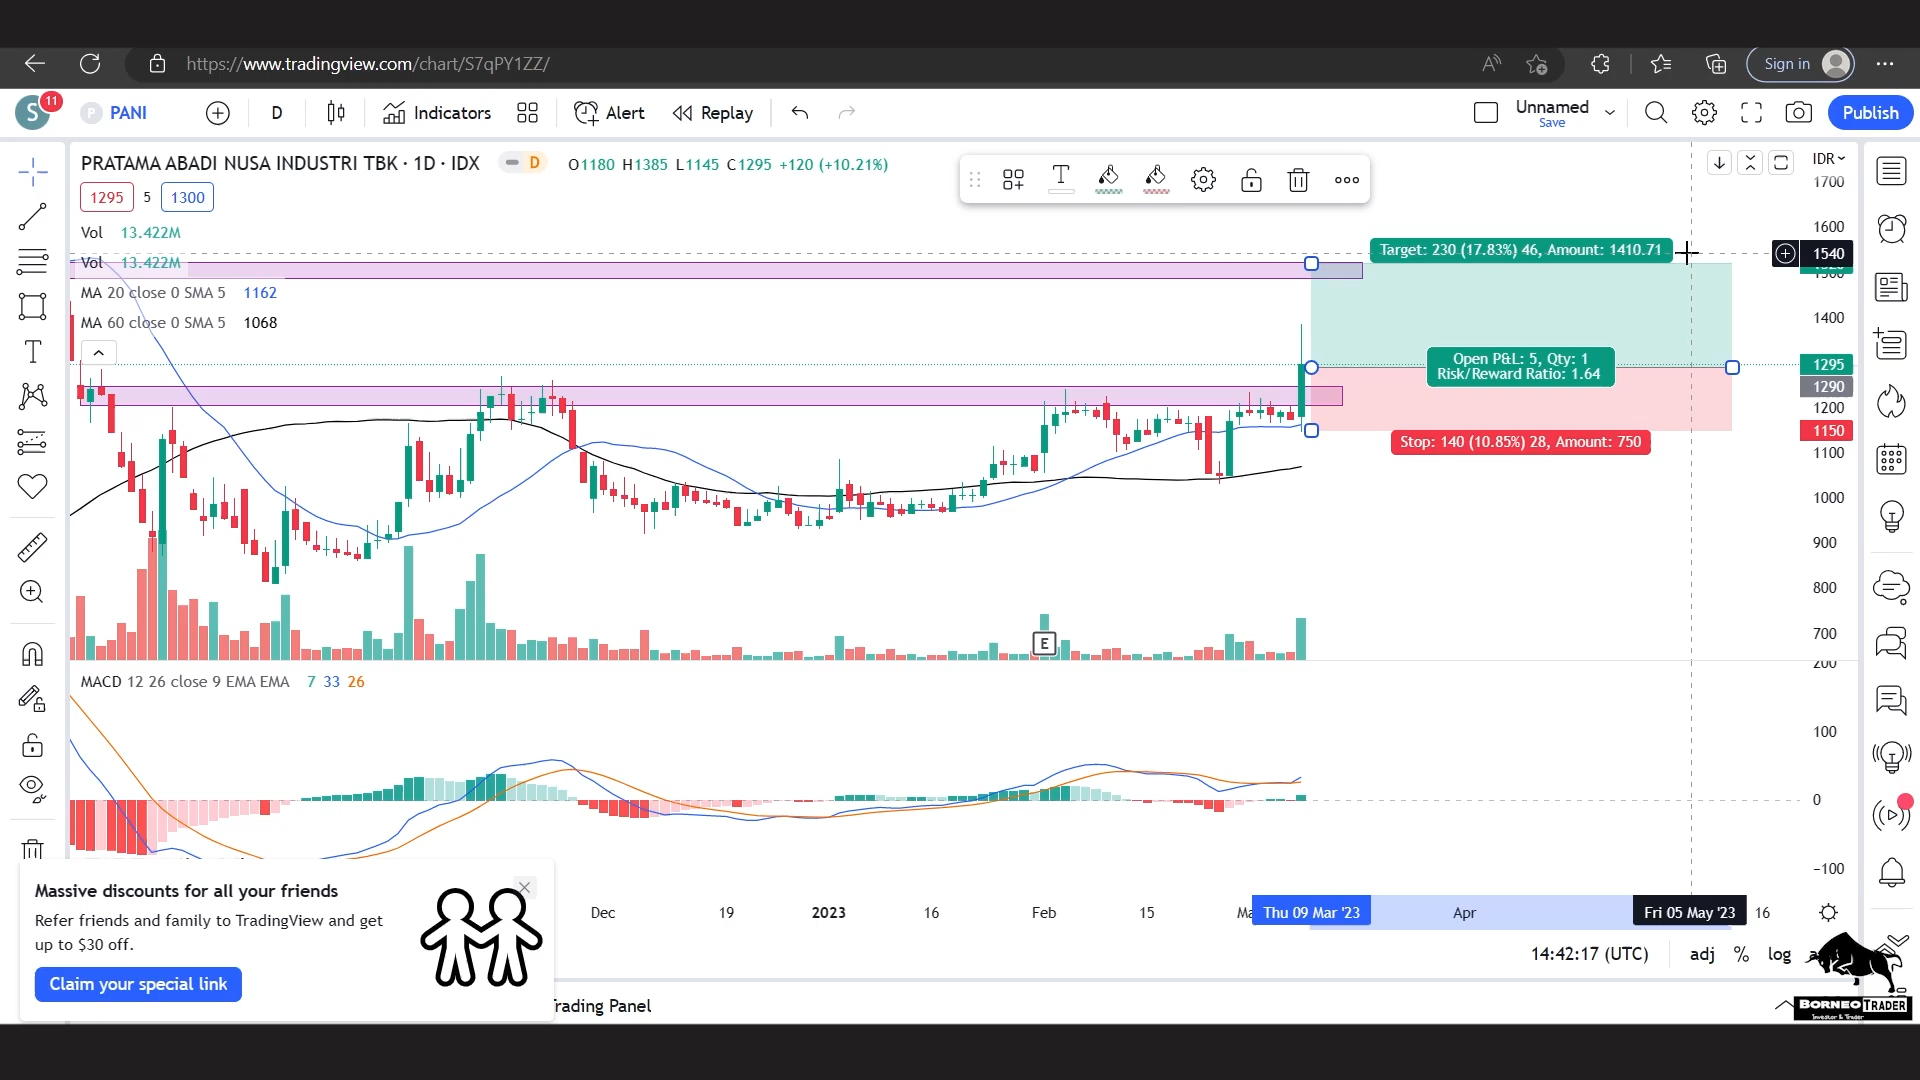 https://www.tradingview.com/chart/S7qPY1ZZ/
Sign in
S
11
P
PANI
D
Indicators
Alert
Replay
Unnamed
Save
Publish
PRATAMA ABADI NUSA INDUSTRI TBK · 1D · IDX
D
O1180 H1385 L1145 C1295 +120 (+10.21%)
IDR
1295
5
1300
Vol 13.422M
Vol 13.422M
MA 20 close 0 SMA 5 1162
MA 60 close 0 SMA 5 1068
Target: 230 (17.83%) 46, Amount: 1410.71
Open P&L: 5, Qty: 1
Risk/Reward Ratio: 1.64
Stop: 140 (10.85%) 28, Amount: 750
1700
1600
1540
1400
1295
1290
1200
1150
1100
1000
900
800
700
200
E
MACD 12 26 close 9 EMA EMA 7 33 26
100
0
−100
Dec
19
2023
16
Feb
15
Thu 09 Mar '23
Apr
Fri 05 May '23
16
Massive discounts for all your friends
Refer friends and family to TradingView and get
up to $30 off.
Claim your special link
14:42:17 (UTC)
adj
%
log
Trading Panel
BORNEO TRADER
Investor & Trader